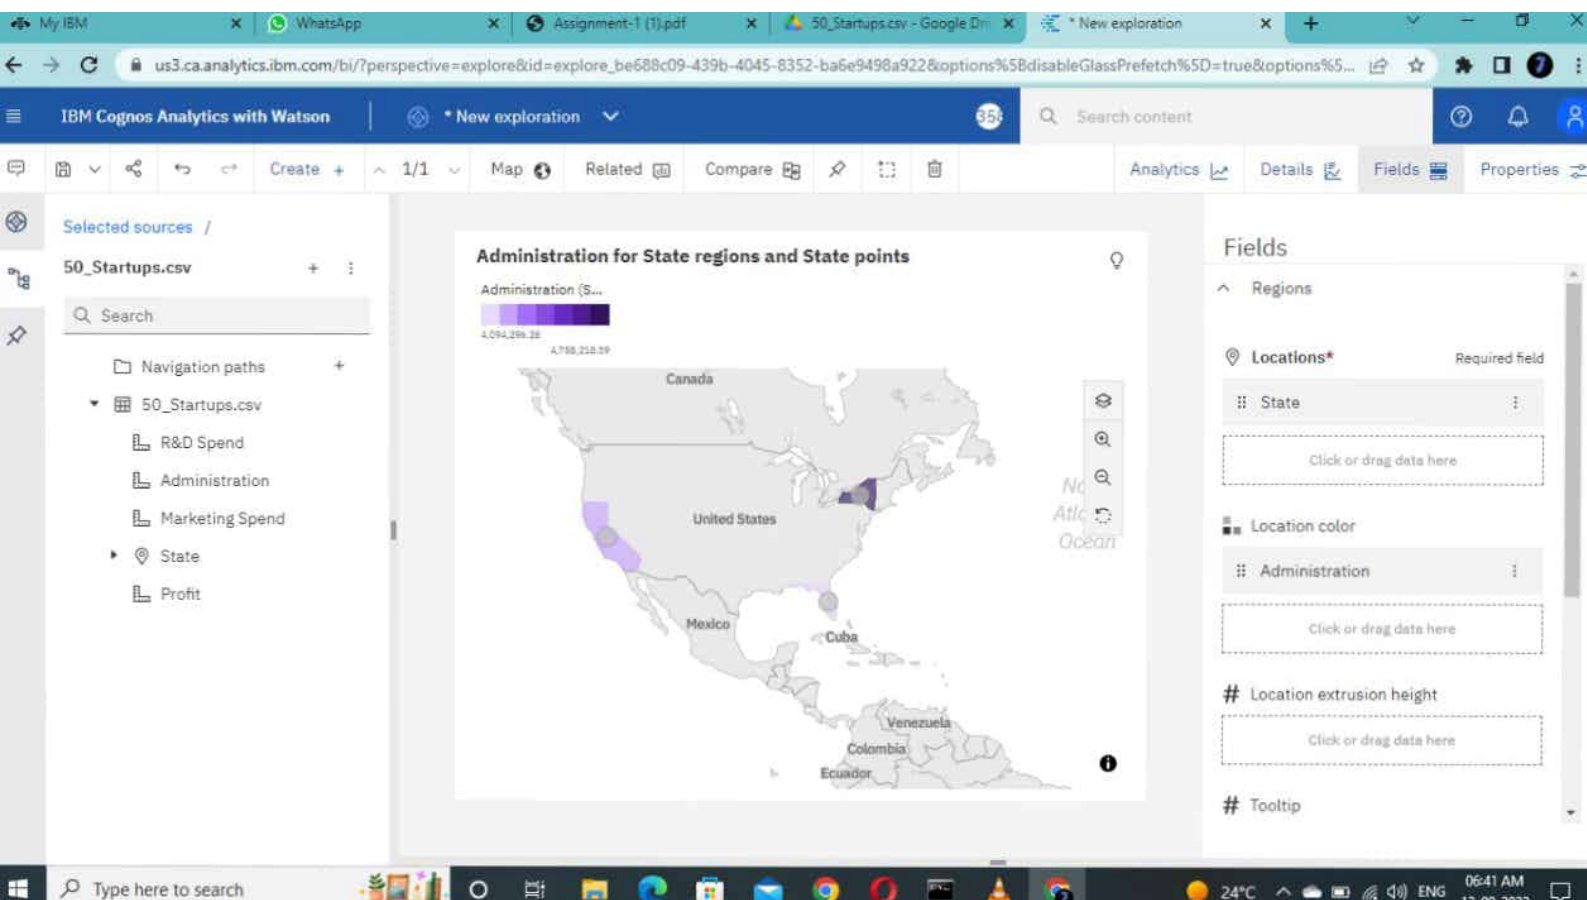 My IBM
WhatsApp
Assignment-1 (1).pdf
50_Startups.csv - Google Dri
* New exploration
us3.ca.analytics.ibm.com/bi/?perspective=explore&id=explore_be688c09-439b-4045-8352-ba6e9498a922&options%5BdisableGlassPrefetch%5D=true&options%5...
IBM Cognos Analytics with Watson
* New exploration
Search content
Create +
1/1
Map
Related
Compare
Analytics
Details
Fields
Properties
Selected sources /
50_Startups.csv
Search
Navigation paths
50_Startups.csv
R&D Spend
Administration
Marketing Spend
State
Profit
Administration for State regions and State points
Administration (S...
Canada
United States
Mexico
Cuba
Venezuela
Colombia
Ecuador
Ocean
Fields
Regions
Locations*
Required field
State
Click or drag data here
Location color
Administration
Click or drag data here
# Location extrusion height
Click or drag data here
# Tooltip
Type here to search
24°C
ENG
06:41 AM